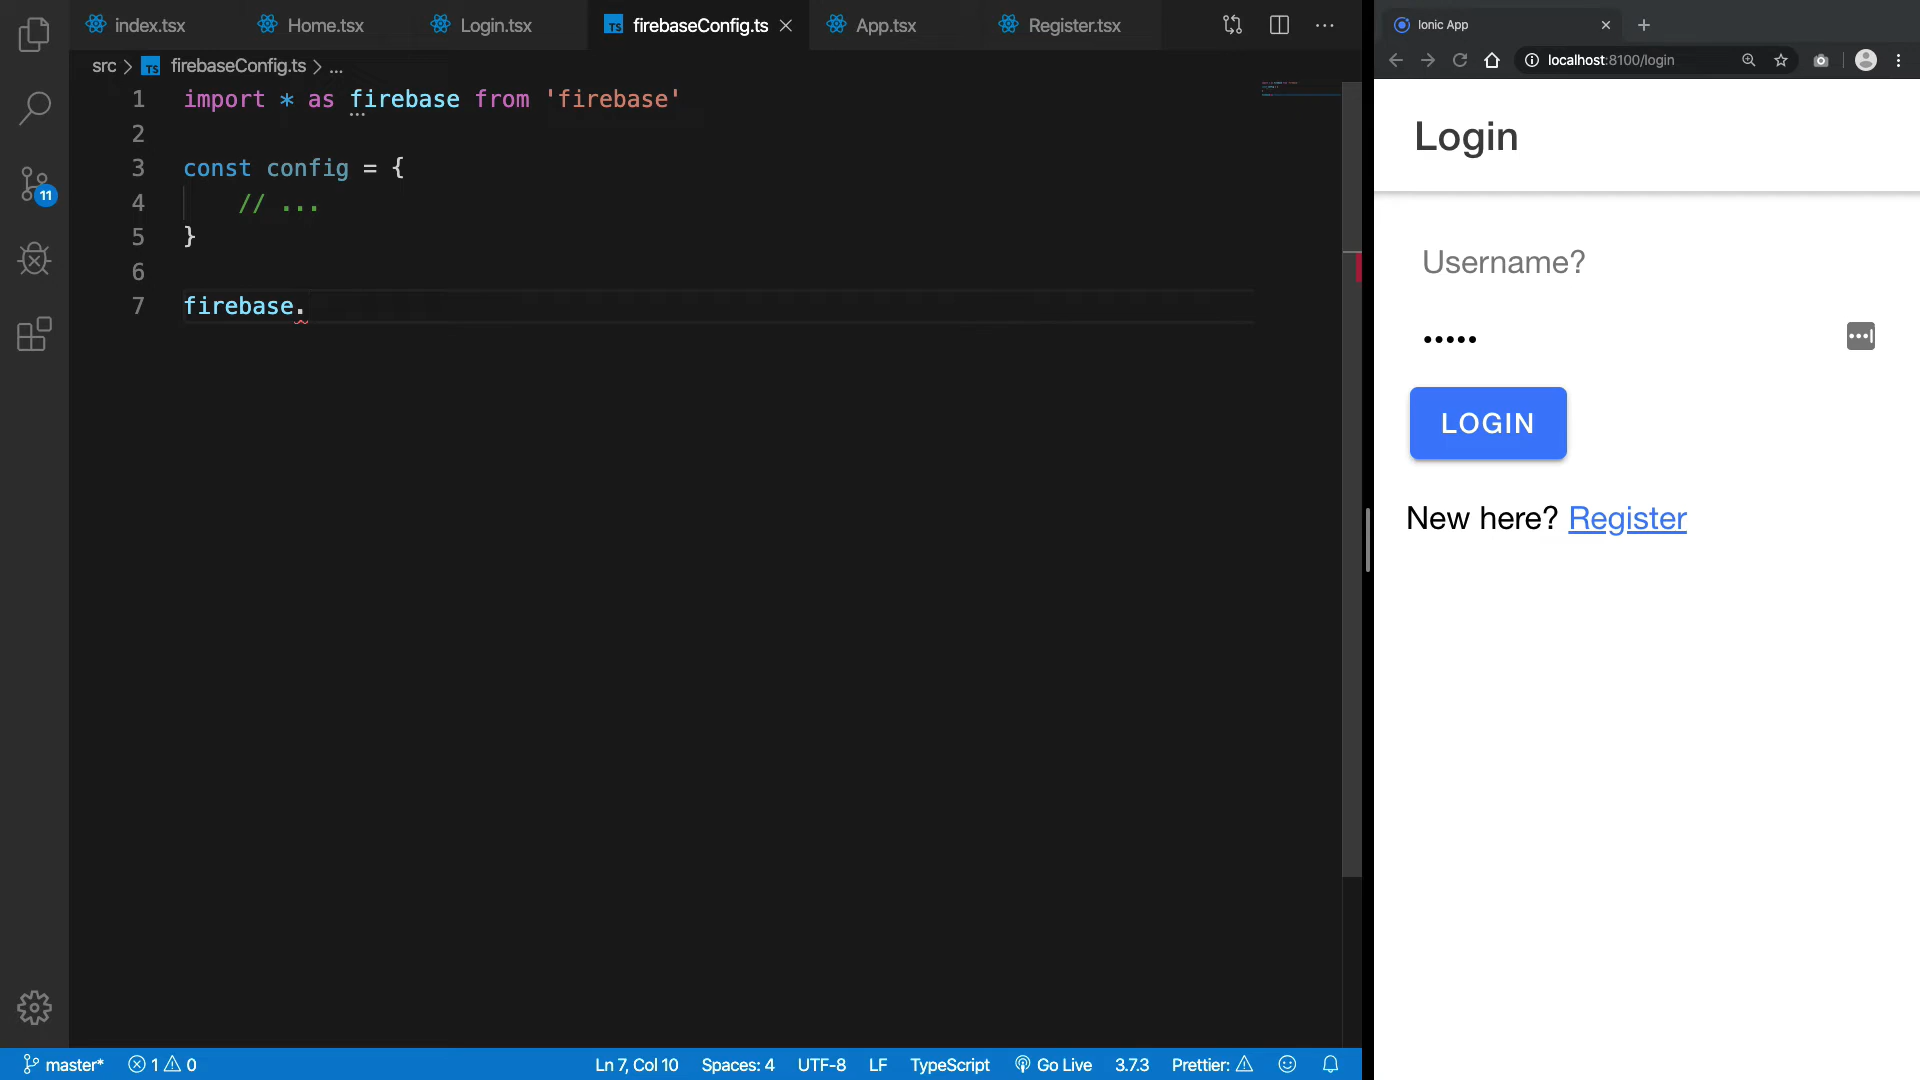 index.tsx
Home.tsx
Login.tsx
TS firebaseConfig.ts
App.tsx
Register.tsx
src > TS firebaseConfig.ts > ...
1 import * as firebase from 'firebase'
2
3 const config = {
4 // ...
5 }
6
7 firebase.
11
master*
1 0
Ln 7, Col 10
Spaces: 4
UTF-8
LF
TypeScript
Go Live
3.7.3
Prettier:
Ionic App
localhost:8100/login
Login
Username?
•••••
LOGIN
New here? Register